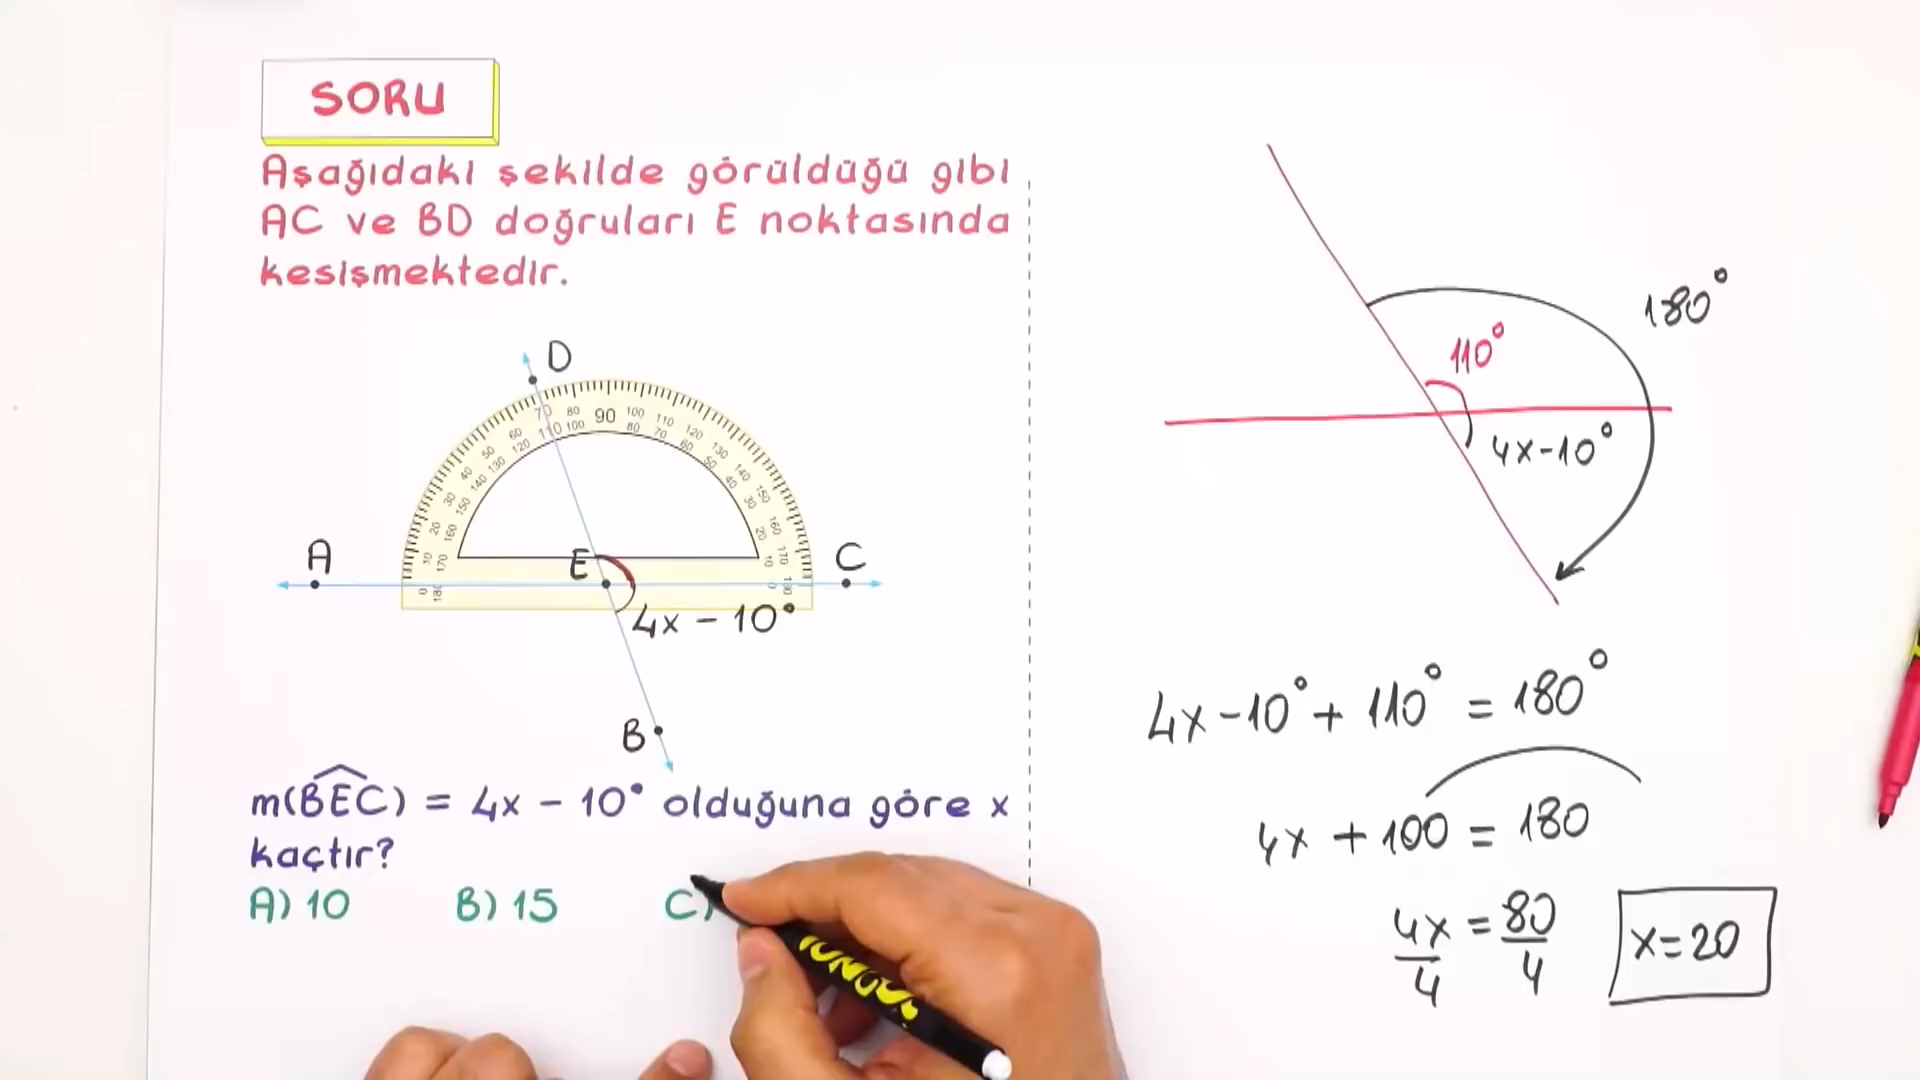 SORU
Aşağıdaki şekilde görüldüğü gibi
AC ve BD doğruları E noktasında
kesişmektedir.
D
A
E
C
4x - 10°
B
m(BEC) = 4x - 10° olduğuna göre x
kaçtır?
A) 10 B) 15 C)
180°
110°
4x-10°
4x-10° + 110° = 180°
4x + 100 = 180
4x/4 = 80/4
x=20